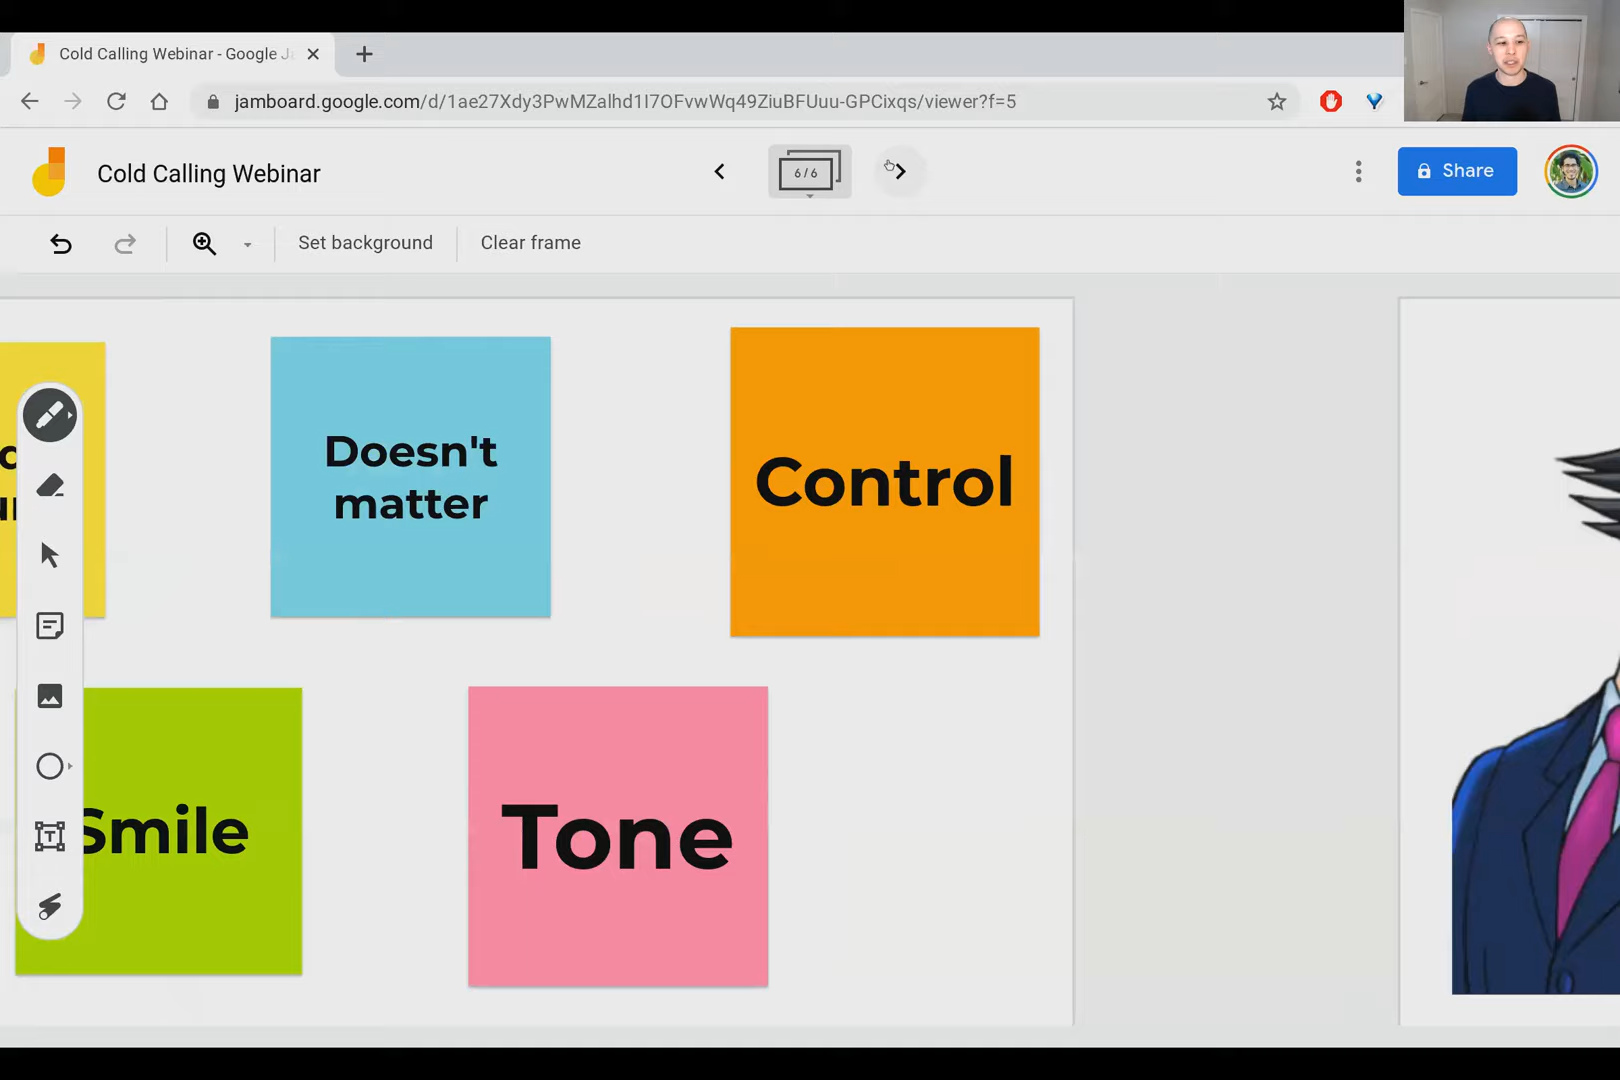 Cold Calling Webinar - Google Ja
jamboard.google.com/d/1ae27Xdy3PwMZalhd1I7OFvwWq49ZiuBFUuu-GPCixqs/viewer?f=5
Cold Calling Webinar
6/6
Share
Set background
Clear frame
Doesn't
matter
Control
Smile
Tone